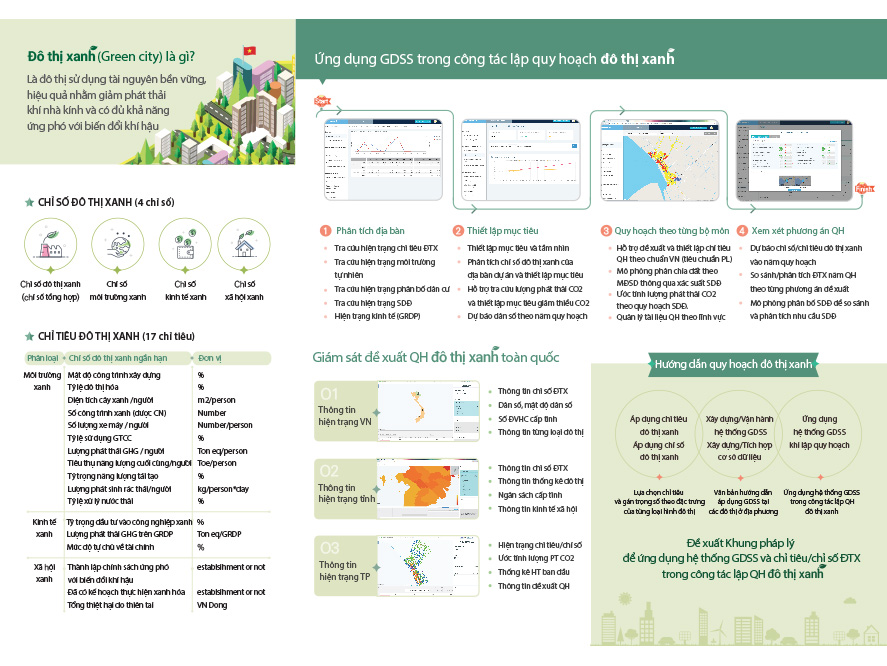 Đô thị xanh (Green city) là gì?
Là đô thị sử dụng tài nguyên bền vững,
hiệu quả nhằm giảm phát thải
khí nhà kính và có đủ khả năng
ứng phó với biến đổi khí hậu
CHỈ SỐ ĐÔ THỊ XANH (4 chỉ số)
Chỉ số đô thị xanh
(chỉ số tổng hợp)
Chỉ số
môi trường xanh
Chỉ số
kinh tế xanh
Chỉ số
xã hội xanh
CHỈ TIÊU ĐÔ THỊ XANH (17 chỉ tiêu)
Phân loại Chỉ số đô thị xanh ngắn hạn Đơn vị
Môi trường xanh
Mật độ công trình xây dựng %
Tỷ lệ đô thị hóa %
Diện tích cây xanh /người m2/person
Số công trình xanh (được CN) Number
Số lượng xe máy / người Number/person
Tỷ lệ sử dụng GTCC %
Lượng phát thải GHG / người Ton eq/person
Tiêu thụ năng lượng cuối cùng/người Toe/person
Tỷ trọng năng lượng tái tạo %
Lượng phát sinh rác thải/người kg/person*day
Tỷ lệ xử lý nước thải %
Kinh tế xanh
Tỷ trọng đầu tư vào công nghiệp xanh %
Lượng phát thải GHG trên GRDP Ton eq/GRDP
Mức độ tự chủ về tài chính %
Xã hội xanh
Thành lập chính sách ứng phó establishment or not
với biến đổi khí hậu
Đã có kế hoạch thực hiện xanh hóa establishment or not
Tổng thiệt hại do thiên tai VN Dong
Ứng dụng GDSS trong công tác lập quy hoạch đô thị xanh
Start
Finish
1 Phân tích địa bàn
Tra cứu hiện trạng chỉ tiêu ĐTX
Tra cứu hiện trạng môi trường
tự nhiên
Tra cứu hiện trạng phân bổ dân cư
Tra cứu hiện trạng SDĐ
Hiện trạng kinh tế (GRDP)
2 Thiết lập mục tiêu
Thiết lập mục tiêu và tầm nhìn
Phân tích chỉ số đô thị xanh của
địa bàn dự án và thiết lập mục tiêu
Hỗ trợ tra cứu lượng phát thải CO2
và thiết lập mục tiêu giảm thiểu CO2
Dự báo dân số theo năm quy hoạch
3 Quy hoạch theo từng bộ môn
Hỗ trợ đề xuất và thiết lập chỉ tiêu
QH theo chuẩn VN (tiêu chuẩn PL)
Mô phỏng phân chia đất theo
MĐSD thông qua xác suất SDĐ
Ước tính lượng phát thải CO2
theo quy hoạch SDĐ.
Quản lý tài liệu QH theo lĩnh vực
4 Xem xét phương án QH
Dự báo chỉ số/chỉ tiêu đô thị xanh
vào năm quy hoạch
So sánh/phân tích ĐTX năm QH
theo từng phương án đề xuất
Mô phỏng phân bổ SDĐ để so sánh
và phân tích nhu cầu SDĐ
Giám sát đề xuất QH đô thị xanh toàn quốc
01
Thông tin
hiện trạng VN
Thông tin chỉ số ĐTX
Dân số, mật độ dân số
Số ĐVHC cấp tỉnh
Thông tin từng loại đô thị
02
Thông tin
hiện trạng tỉnh
Thông tin chỉ số ĐTX
Thông tin thống kê đô thị
Ngân sách cấp tỉnh
Thông tin kinh tế xã hội
03
Thông tin
hiện trạng TP
Hiện trạng chỉ tiêu/chỉ số
Ước tính lượng PT CO2
Thống kê HT ban đầu
Thông tin đề xuất QH
Hướng dẫn quy hoạch đô thị xanh
Áp dụng chỉ tiêu
đô thị xanh
Áp dụng chỉ số
đô thị xanh
Xây dựng/Vận hành
hệ thống GDSS
Xây dựng/Tích hợp
cơ sở dữ liệu
Ứng dụng
hệ thống GDSS
khi lập quy hoạch
Lựa chọn chỉ tiêu
và gán trọng số theo đặc trưng
của từng loại hình đô thị
Văn bản hướng dẫn
áp dụng GDSS tại
các đô thị ở địa phương
Ứng dụng hệ thống GDSS
trong công tác lập QH
đô thị xanh
Đề xuất Khung pháp lý
để ứng dụng hệ thống GDSS và chỉ tiêu/chỉ số ĐTX
trong công tác lập QH đô thị xanh